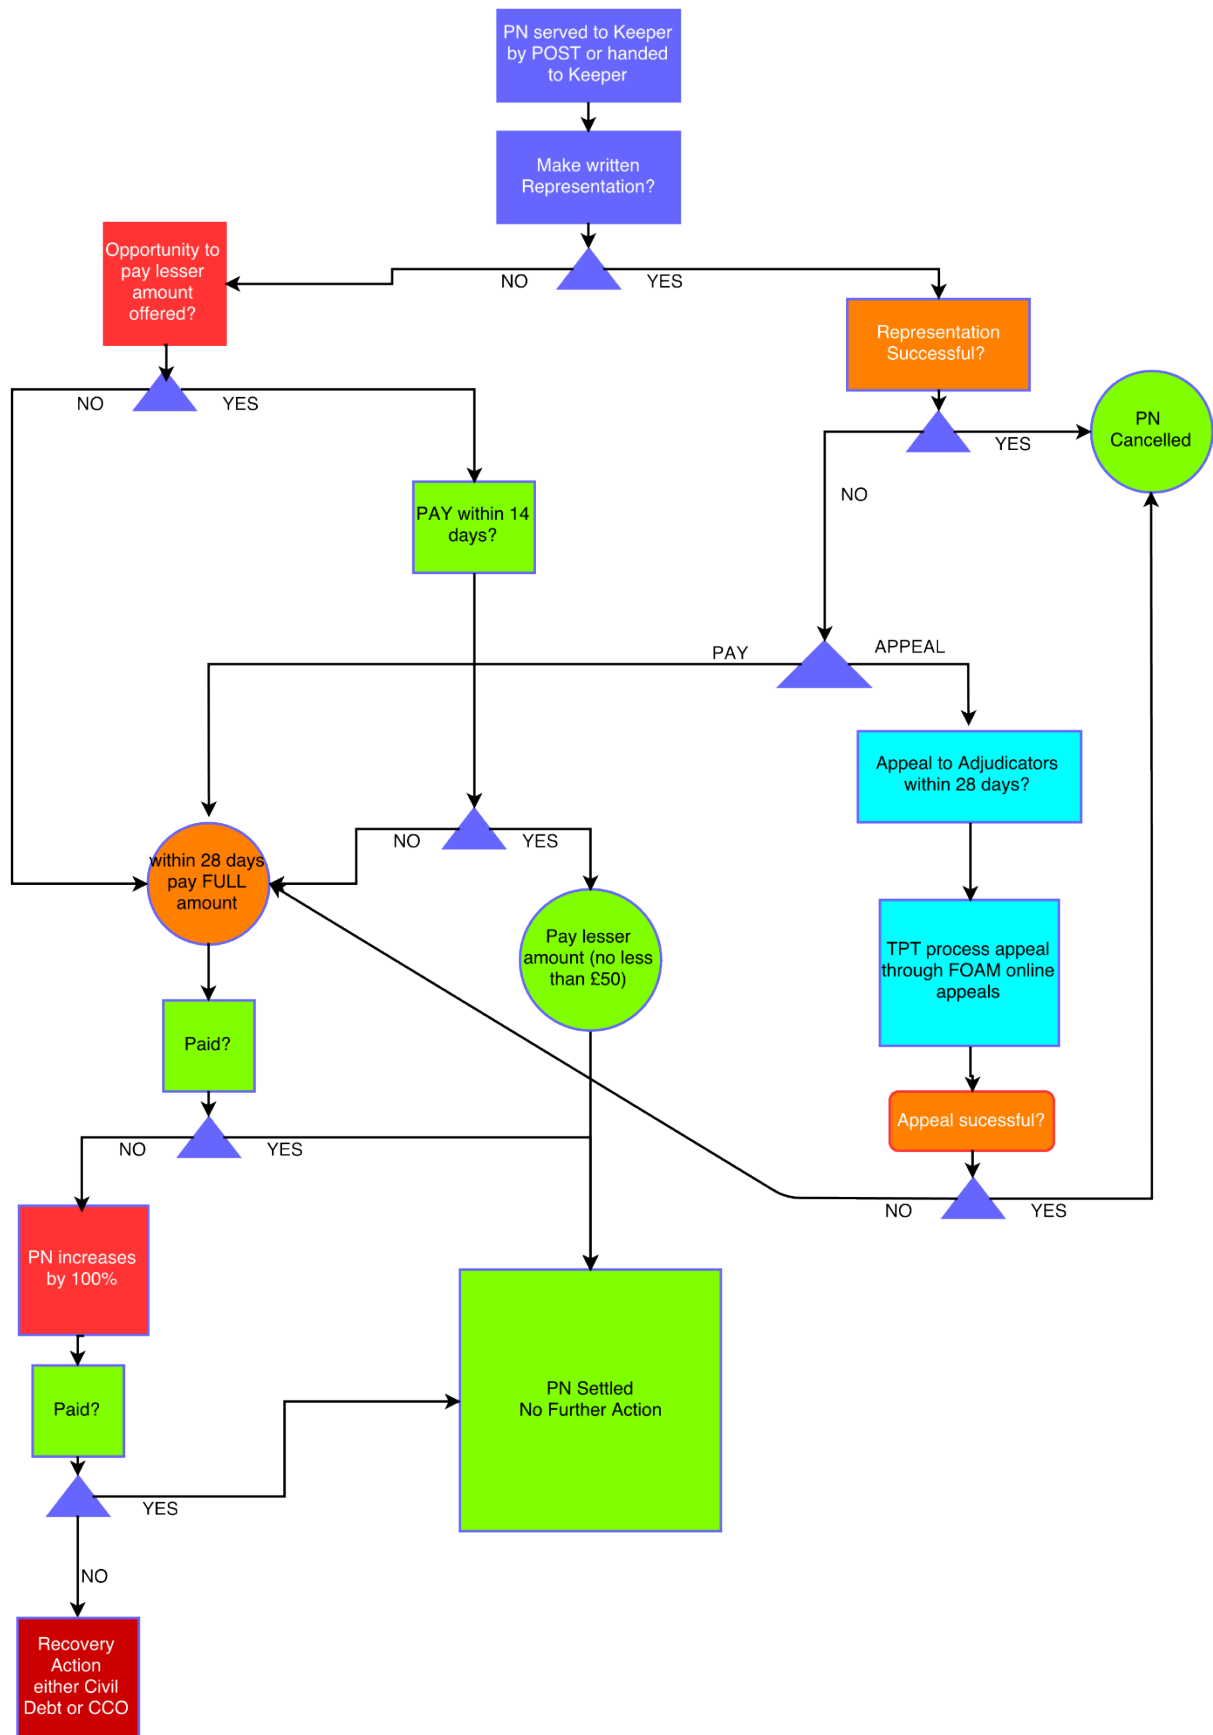 PN served to Keeper
by POST or handed
to Keeper
Make written
Representation?
NO
YES
Opportunity to
pay lesser
amount
offered?
Representation
Successful?
NO
YES
YES
PN
Cancelled
NO
PAY within 14
days?
PAY
APPEAL
Appeal to Adjudicators
within 28 days?
NO
YES
within 28 days
pay FULL
amount
Pay lesser
amount (no less
than £50)
TPT process appeal
through FOAM online
appeals
Paid?
Appeal sucessful?
NO
YES
NO
YES
PN increases
by 100%
PN Settled
No Further Action
Paid?
YES
NO
Recovery
Action
either Civil
Debt or CCO